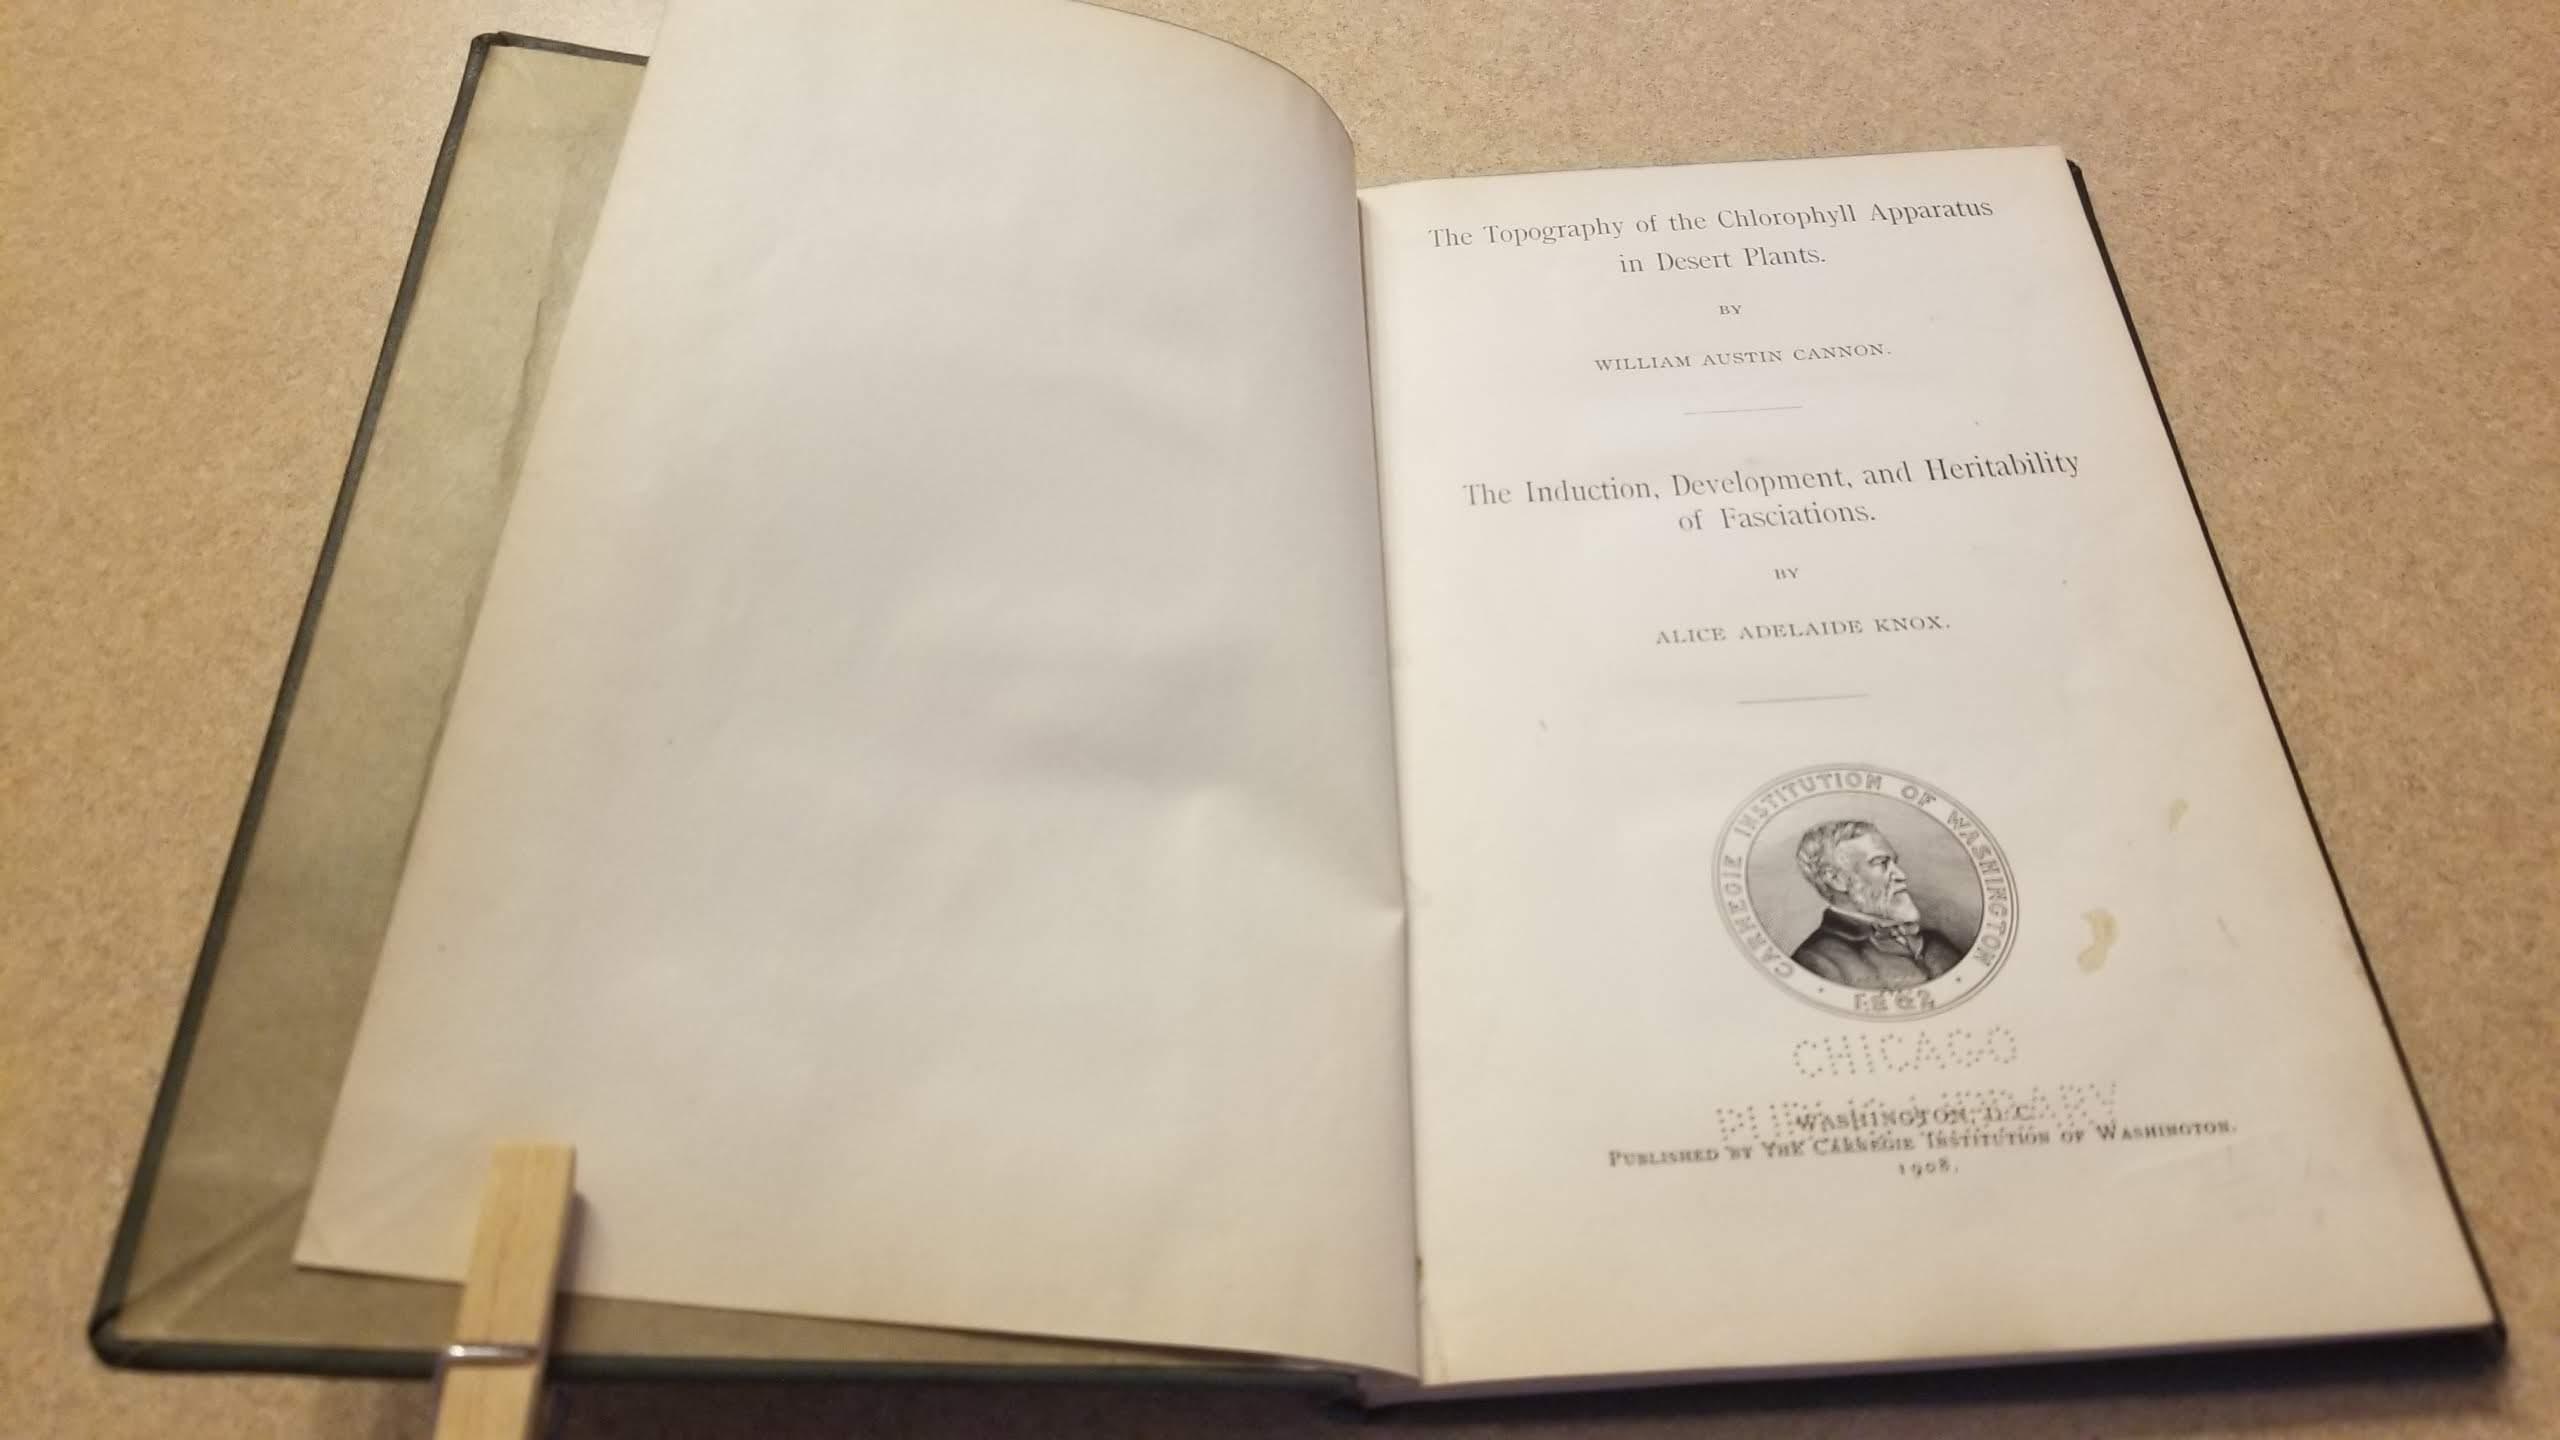 The Topography of the Chlorophyll Apparatus
in Desert Plants.
BY
WILLIAM AUSTIN CANNON.
The Induction, Development, and Heritability
of Fasciations.
BY
ALICE ADELAIDE KNOX.
CARNEGIE INSTITUTION OF WASHINGTON
CHICAGO
PUBLIC LIBRARY
WASHINGTON, D. C.
PUBLISHED BY THE CARNEGIE INSTITUTION OF WASHINGTON.
1908.